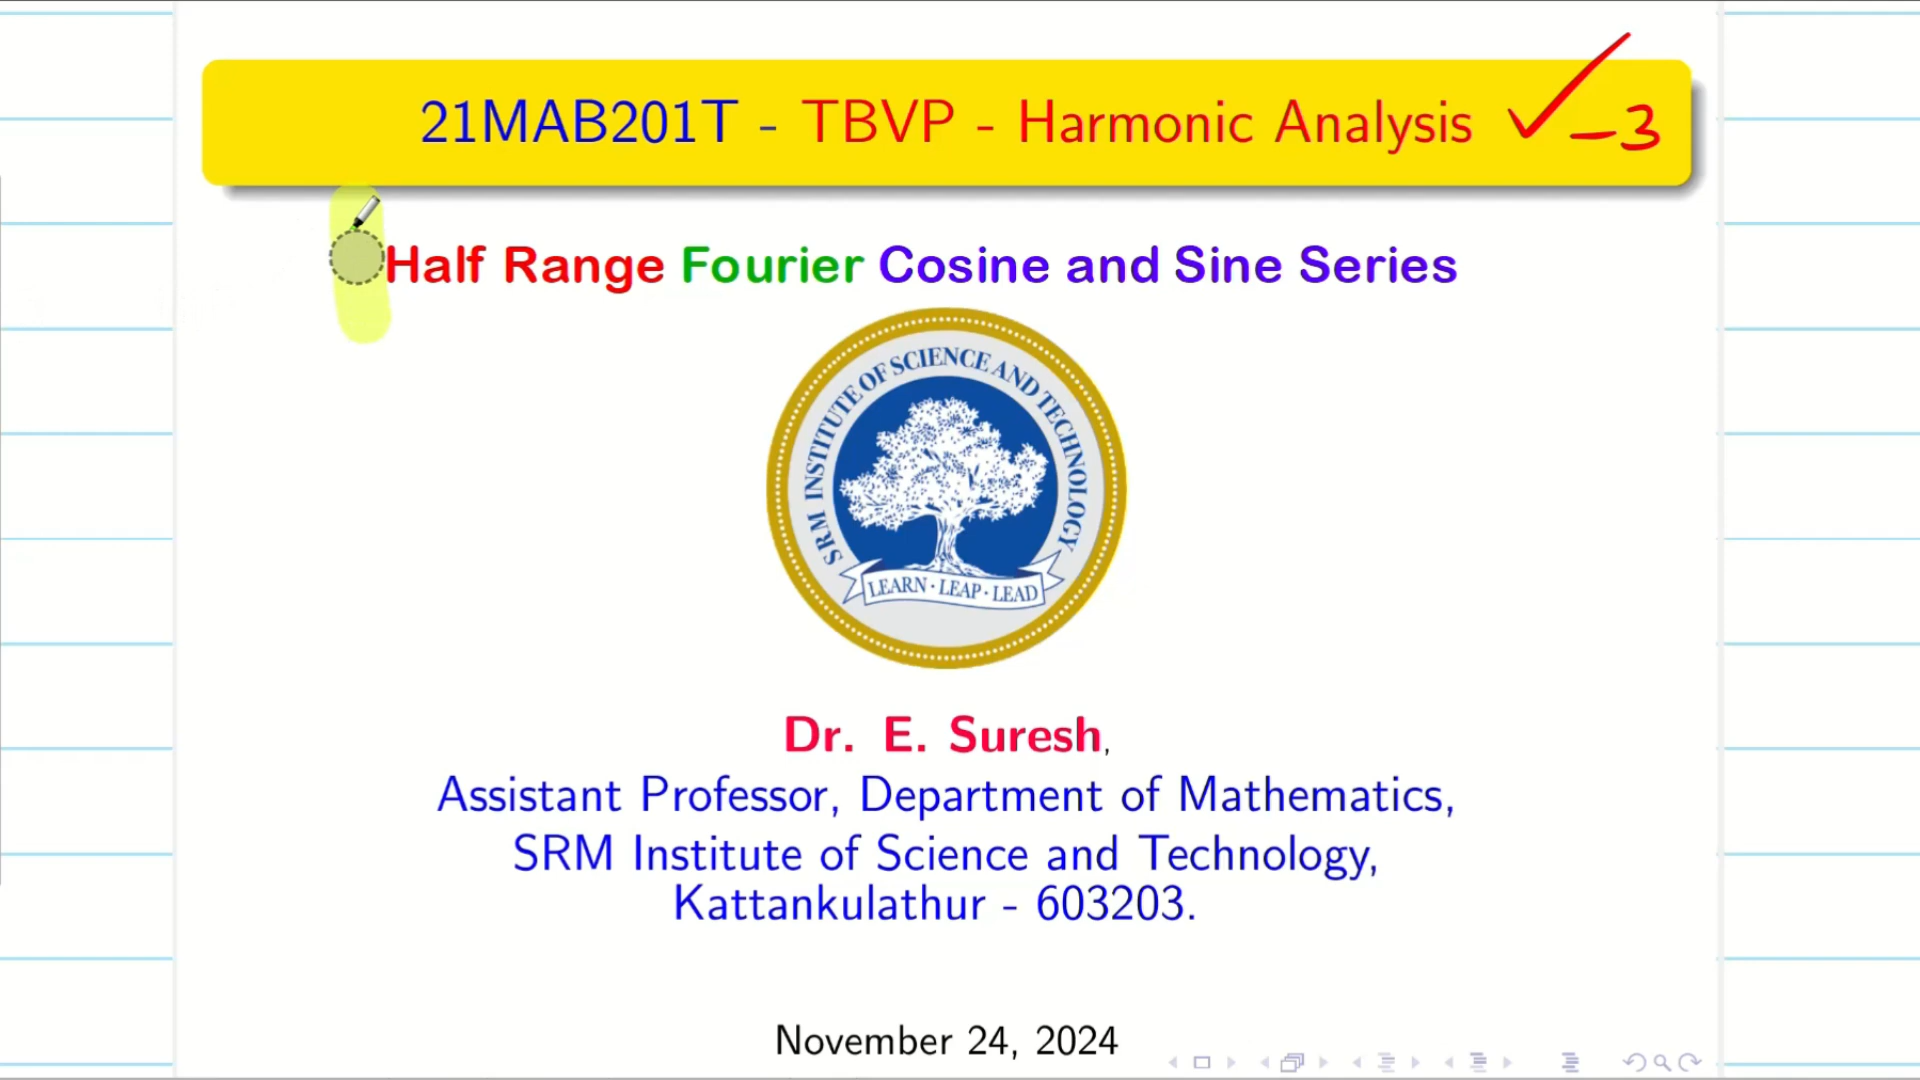 21MAB201T - TBVP - Harmonic Analysis ✓ -3
Half Range Fourier Cosine and Sine Series
SRM INSTITUTE OF SCIENCE AND TECHNOLOGY
LEARN · LEAP · LEAD
Dr. E. Suresh,
Assistant Professor, Department of Mathematics,
SRM Institute of Science and Technology,
Kattankulathur - 603203.
November 24, 2024